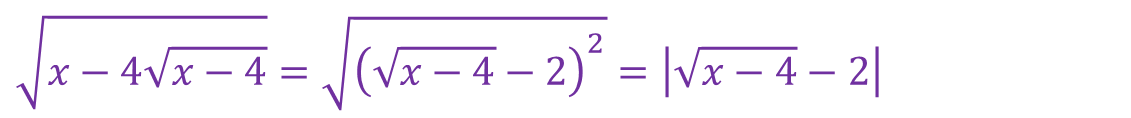 √(x − 4√(x − 4)) = √((√(x − 4) − 2)²) = |√(x − 4) − 2|